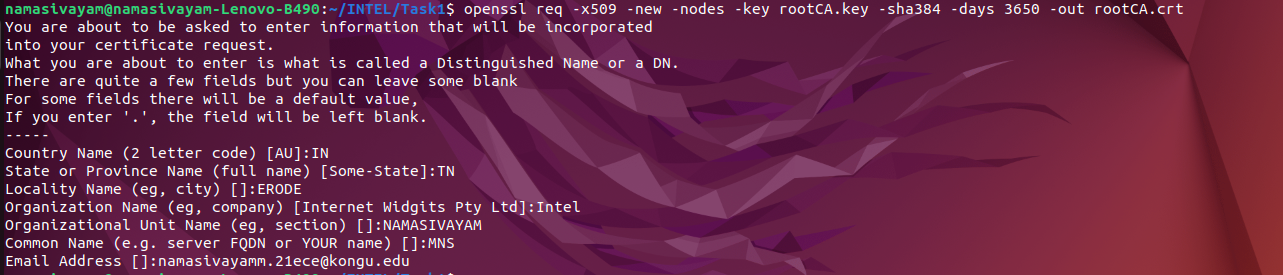 namasivayam@namasivayam-Lenovo-B490:~/INTEL/Task1$ openssl req -x509 -new -nodes -key rootCA.key -sha384 -days 3650 -out rootCA.crt
You are about to be asked to enter information that will be incorporated
into your certificate request.
What you are about to enter is what is called a Distinguished Name or a DN.
There are quite a few fields but you can leave some blank
For some fields there will be a default value,
If you enter '.', the field will be left blank.
-----
Country Name (2 letter code) [AU]:IN
State or Province Name (full name) [Some-State]:TN
Locality Name (eg, city) []:ERODE
Organization Name (eg, company) [Internet Widgits Pty Ltd]:Intel
Organizational Unit Name (eg, section) []:NAMASIVAYAM
Common Name (e.g. server FQDN or YOUR name) []:MNS
Email Address []:namasivayamm.21ece@kongu.edu